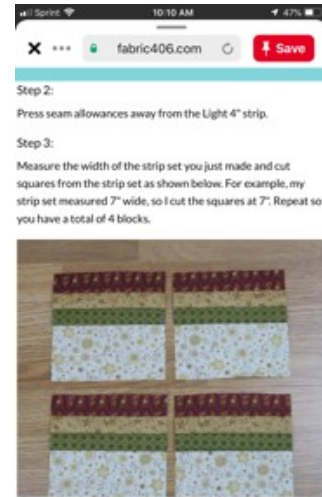 Sprint
10:10 AM
47%
fabric406.com
Save
Step 2:
Press seam allowances away from the Light 4" strip.
Step 3:
Measure the width of the strip set you just made and cut
squares from the strip set as shown below. For example, my
strip set measured 7" wide, so I cut the squares at 7". Repeat so
you have a total of 4 blocks.